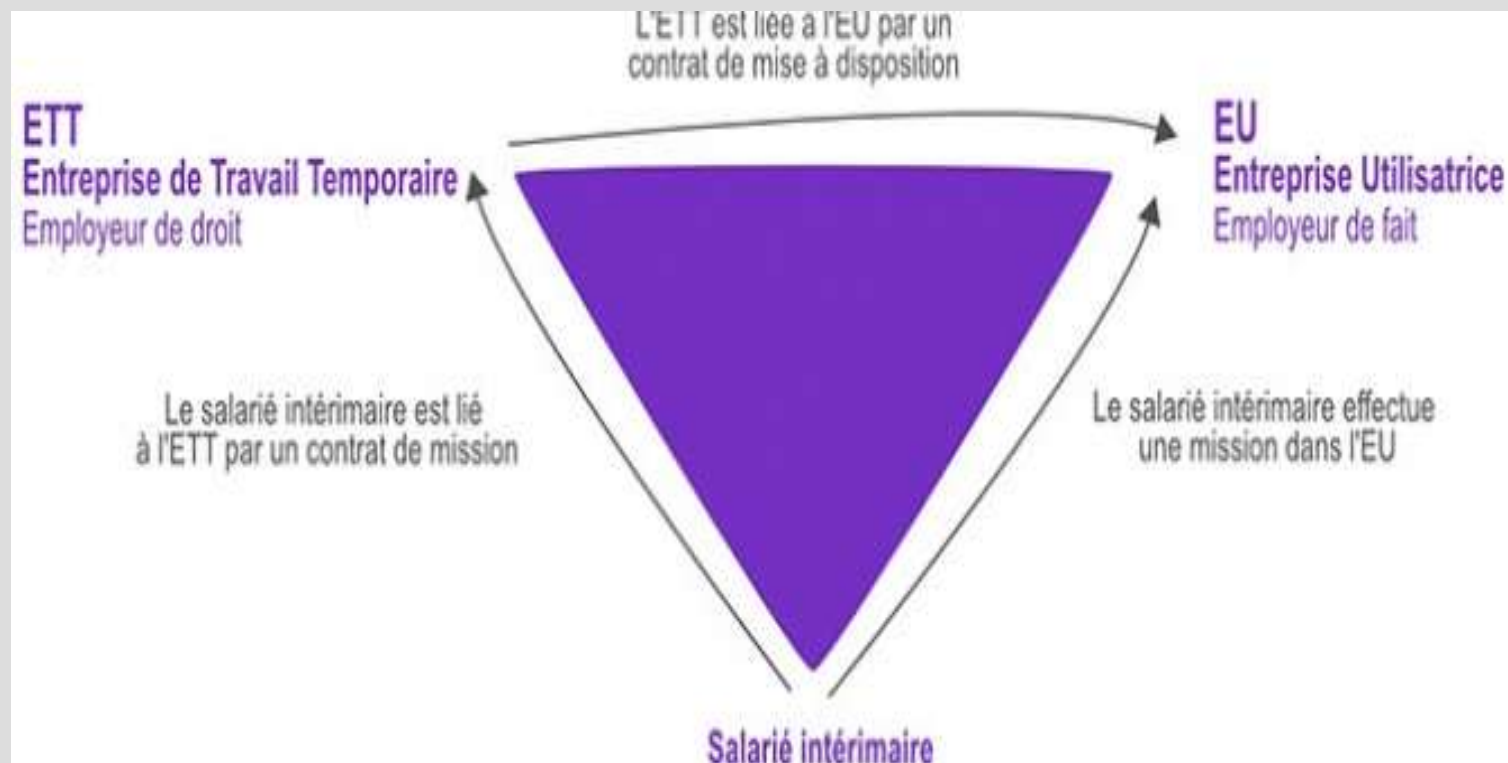 L'ETT est liée à l'EU par un
contrat de mise à disposition
ETT
Entreprise de Travail Temporaire
Employeur de droit
EU
Entreprise Utilisatrice
Employeur de fait
Le salarié intérimaire est lié
à l'ETT par un contrat de mission
Le salarié intérimaire effectue
une mission dans l'EU
Salarié intérimaire